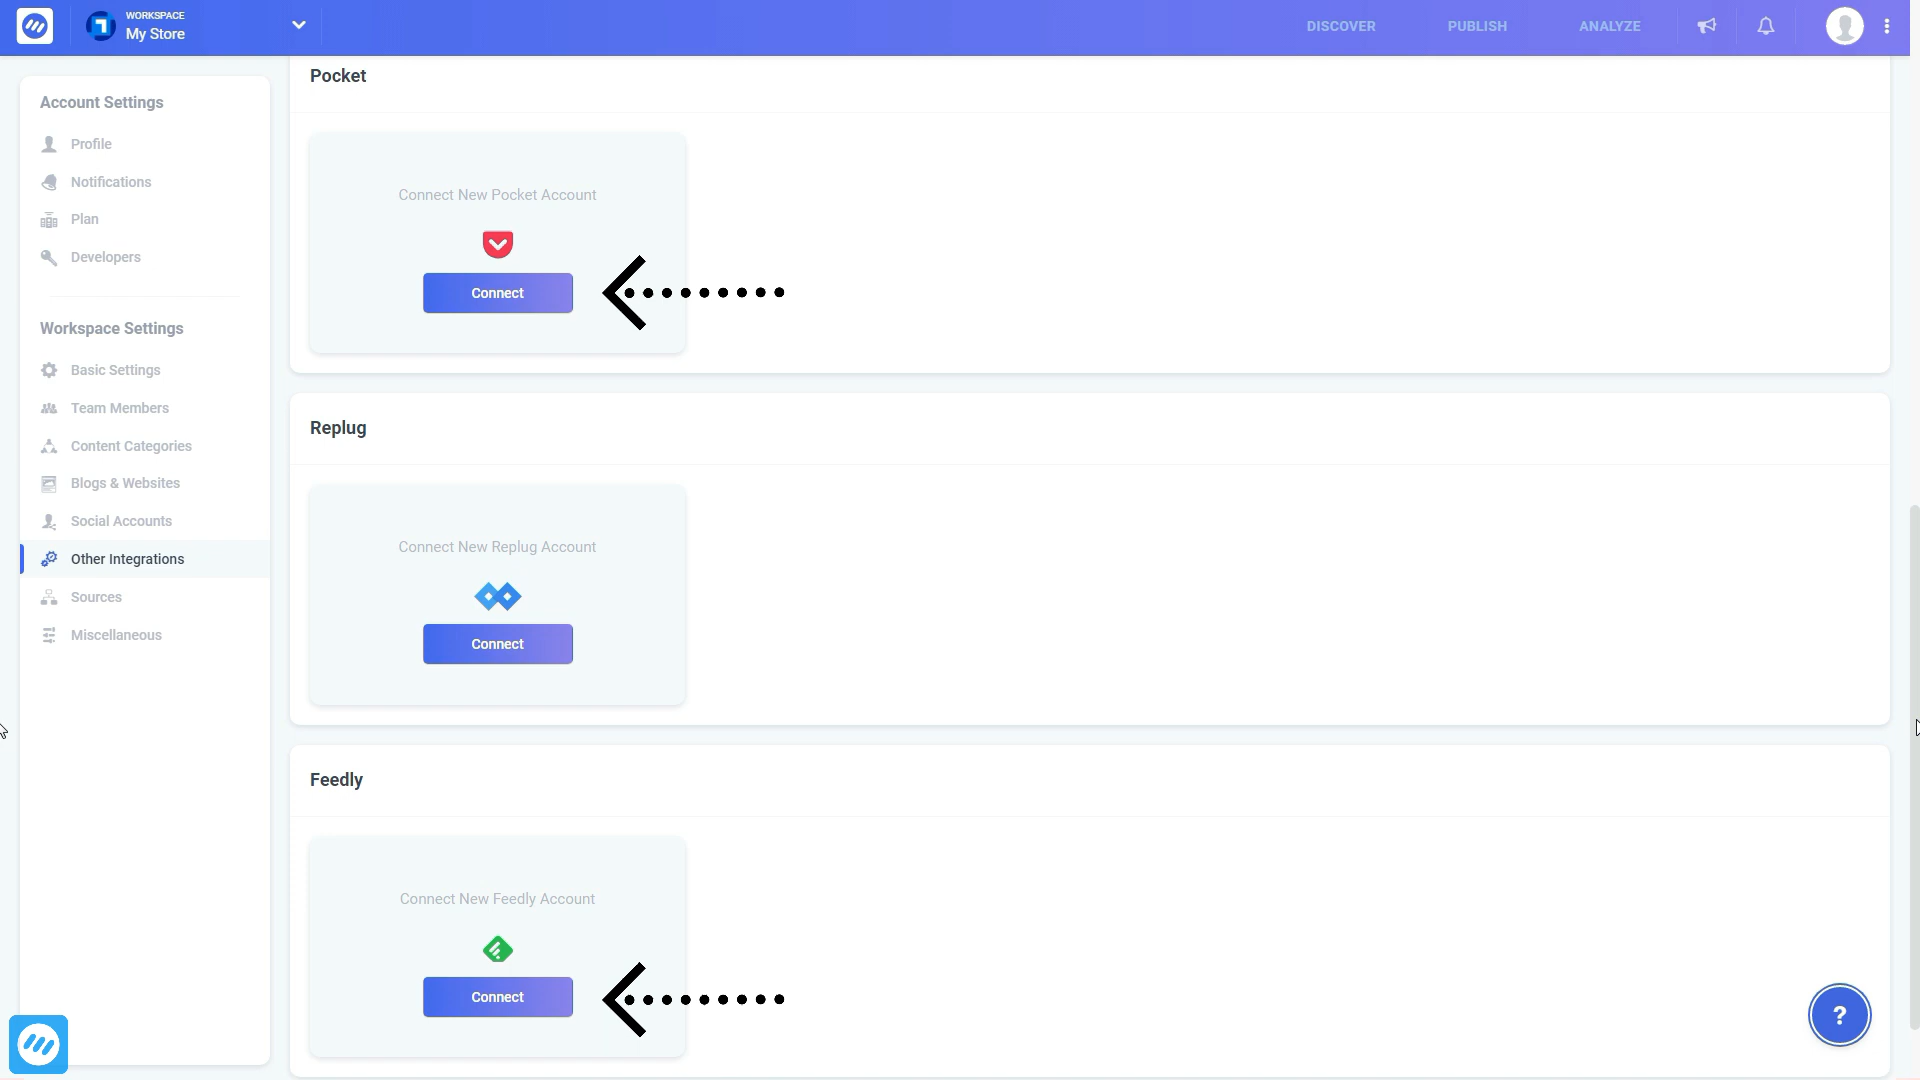 WORKSPACE
My Store
DISCOVER
PUBLISH
ANALYZE
Account Settings
Profile
Notifications
Plan
Developers
Workspace Settings
Basic Settings
Team Members
Content Categories
Blogs & Websites
Social Accounts
Other Integrations
Sources
Miscellaneous
Pocket
Connect New Pocket Account
Connect
Replug
Connect New Replug Account
Connect
Feedly
Connect New Feedly Account
Connect
?